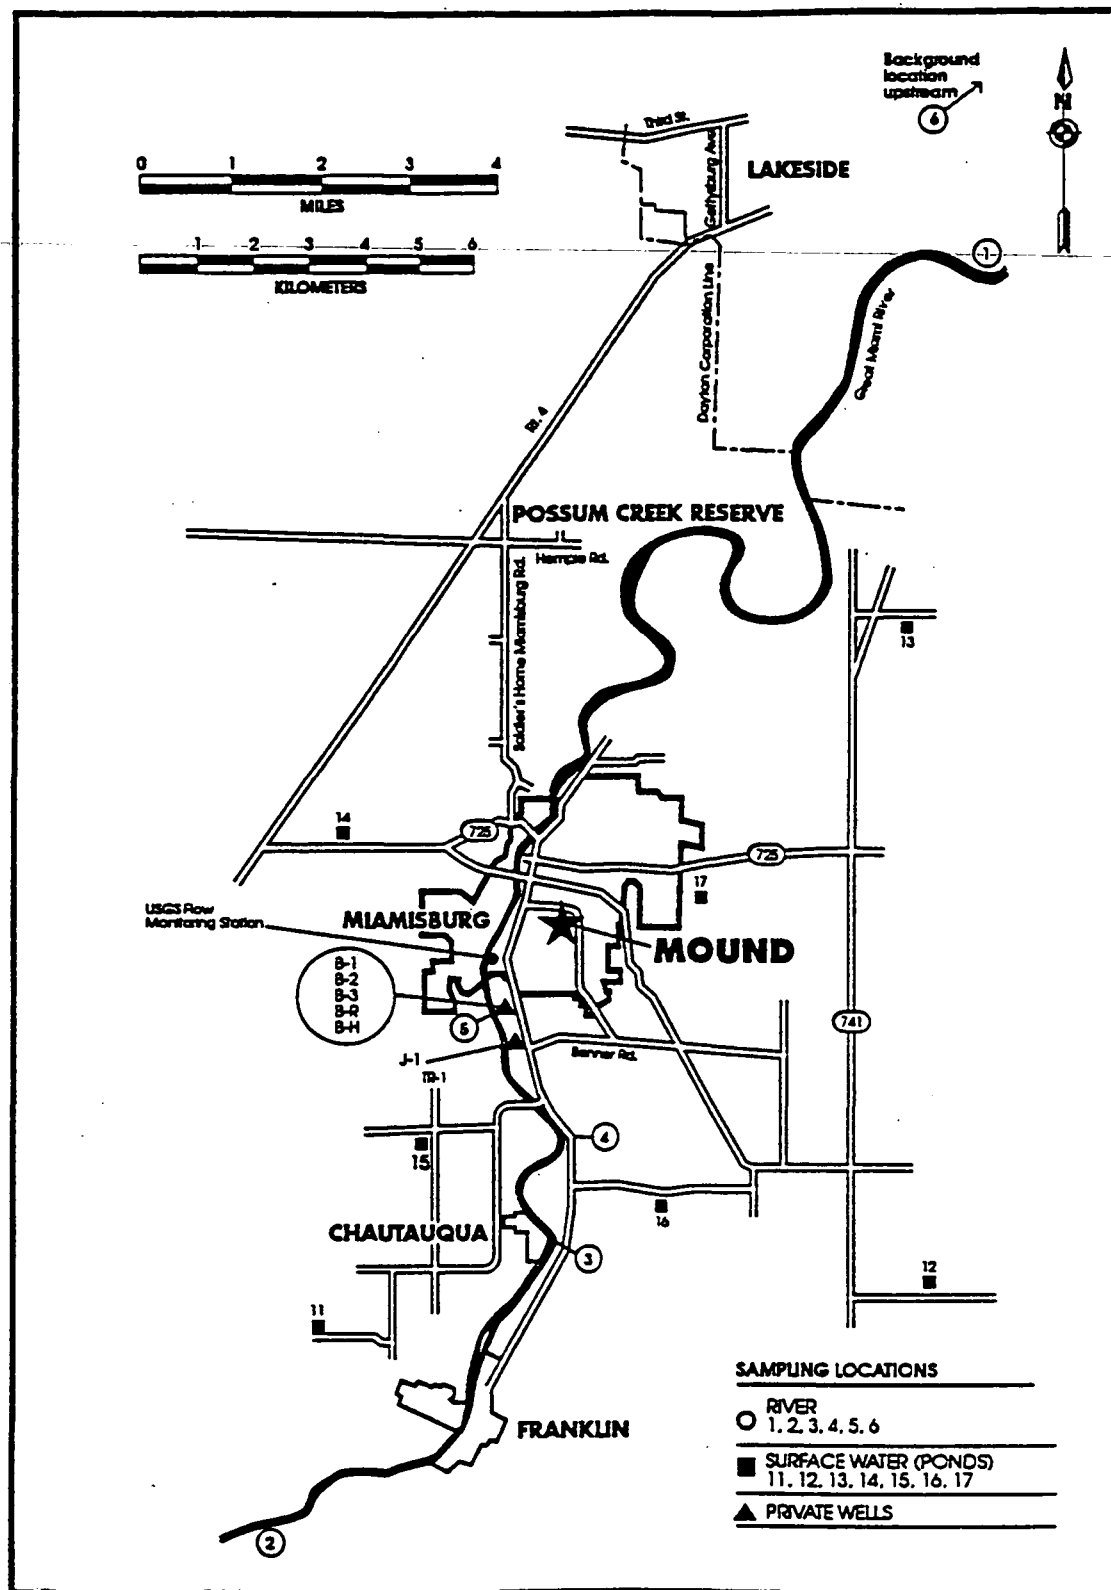 Background
location
upstream
6
N
Third St.
Gettysburg Ave
LAKESIDE
0 1 2 3 4
MILES
1 2 3 4 5 6
KILOMETERS
1
Great Miami River
Dayton Corporation Line
Rt. 4
POSSUM CREEK RESERVE
Hemple Rd.
Soldier's Home Miamisburg Rd.
13
14
725
725
17
USGS Flow
Monitoring Station
MIAMISBURG
MOUND
B-1
B-2
B-3
B-R
B-H
5
741
J-1
Benner Rd.
TR-1
4
15
16
CHAUTAUQUA
3
12
11
FRANKLIN
2
SAMPLING LOCATIONS
RIVER
1, 2, 3, 4, 5, 6
SURFACE WATER (PONDS)
11, 12, 13, 14, 15, 16, 17
PRIVATE WELLS